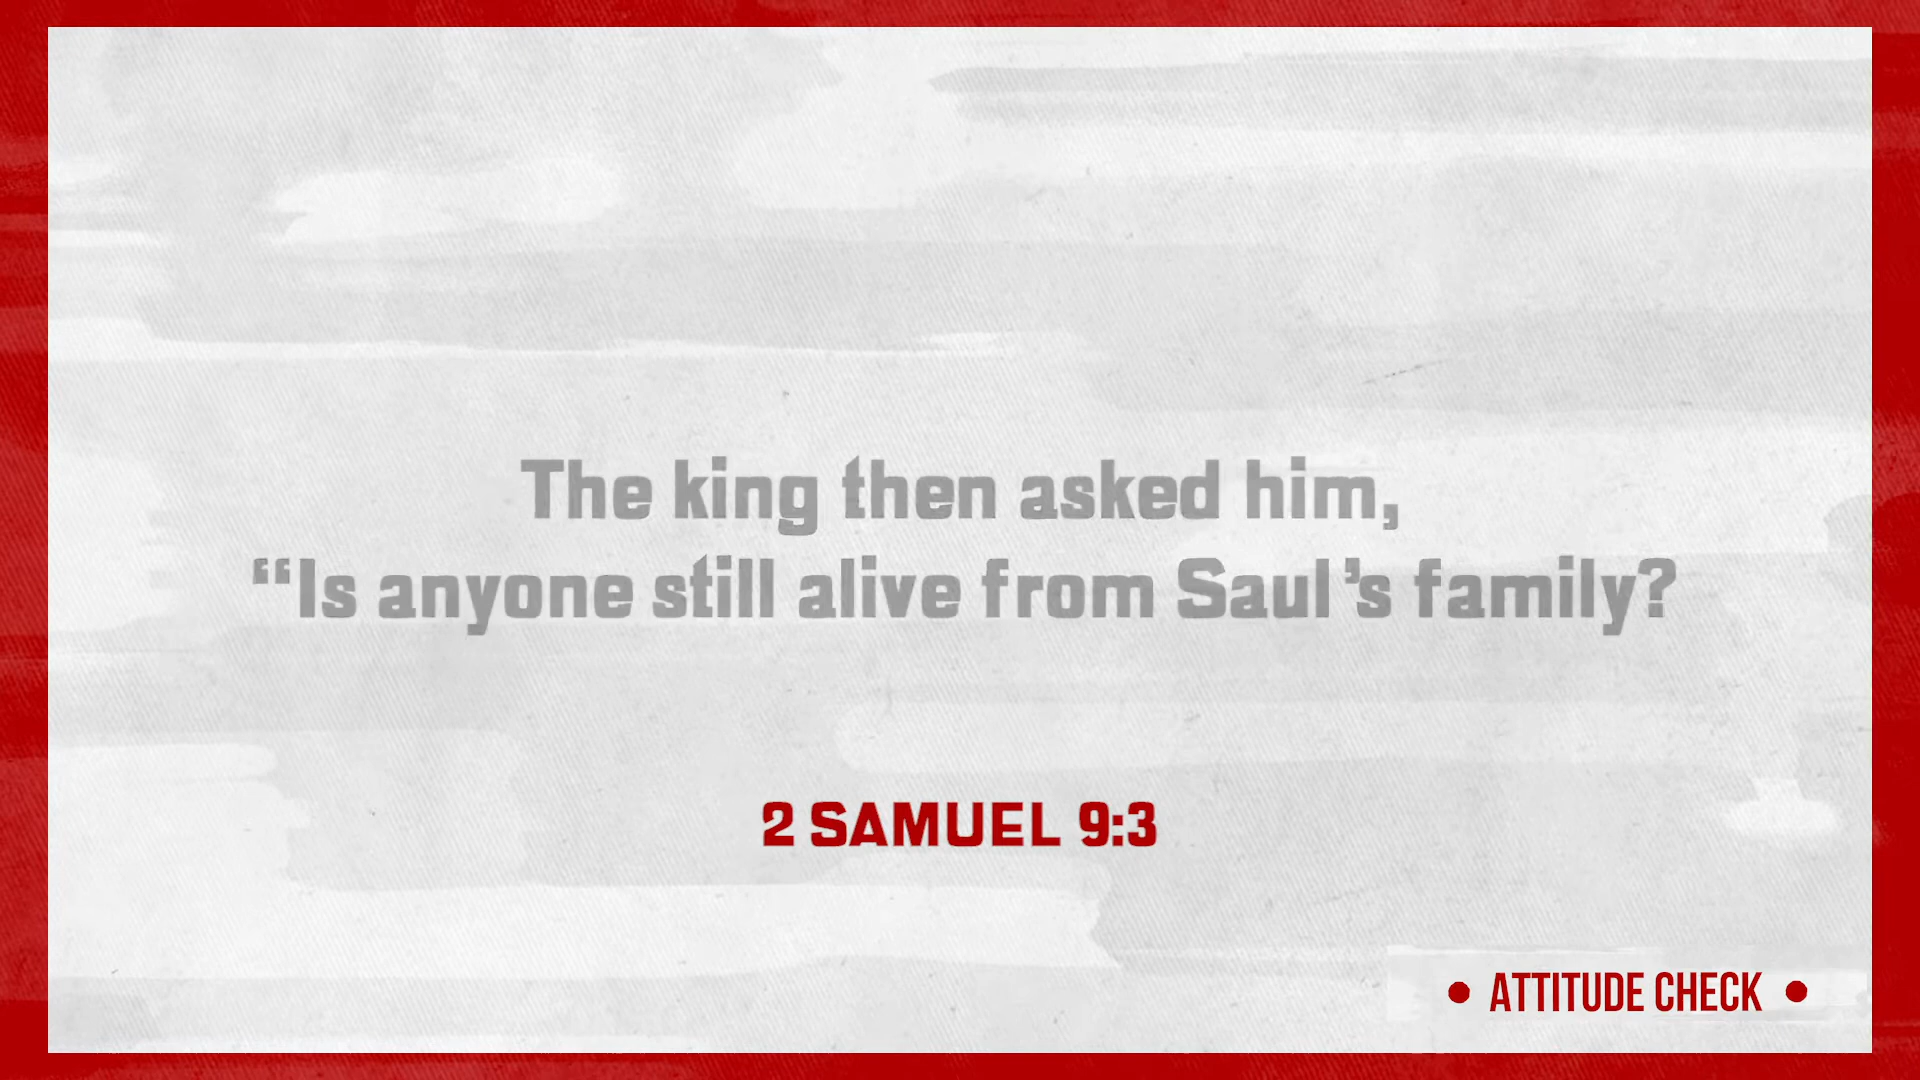 The king then asked him,
“Is anyone still alive from Saul’s family?
2 SAMUEL 9:3
• ATTITUDE CHECK •